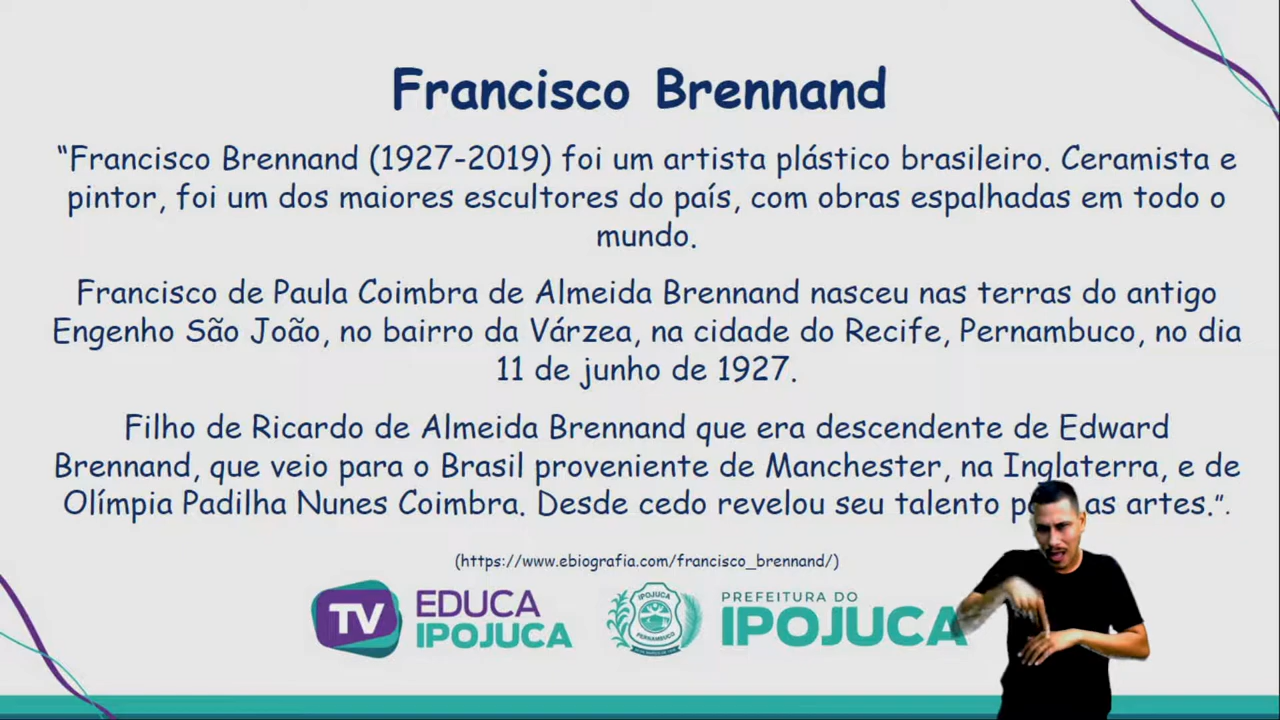 Francisco Brennand
“Francisco Brennand (1927-2019) foi um artista plástico brasileiro. Ceramista e
pintor, foi um dos maiores escultores do país, com obras espalhadas em todo o
mundo.
Francisco de Paula Coimbra de Almeida Brennand nasceu nas terras do antigo
Engenho São João, no bairro da Várzea, na cidade do Recife, Pernambuco, no dia
11 de junho de 1927.
Filho de Ricardo de Almeida Brennand que era descendente de Edward
Brennand, que veio para o Brasil proveniente de Manchester, na Inglaterra, e de
Olímpia Padilha Nunes Coimbra. Desde cedo revelou seu talento as artes.”.
(https://www.ebiografia.com/francisco_brennand/)
TV EDUCA
IPOJUCA
IPOJUCA
PERNAMBUCO
PREFEITURA DO
IPOJUCA